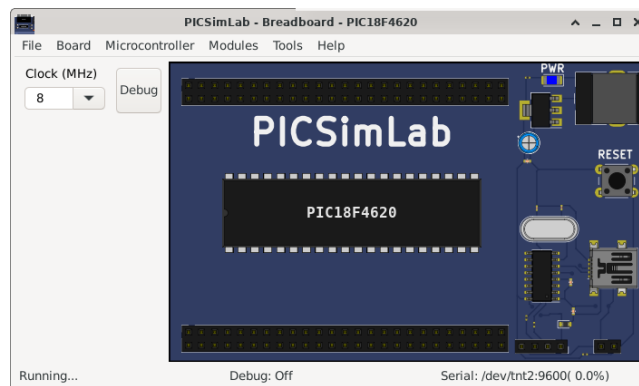 PICSimLab - Breadboard - PIC18F4620
File Board Microcontroller Modules Tools Help
Clock (MHz)
8
Debug
PWR
PICSimLab
RESET
PIC18F4620
Running...
Debug: Off
Serial: /dev/tnt2:9600( 0.0%)